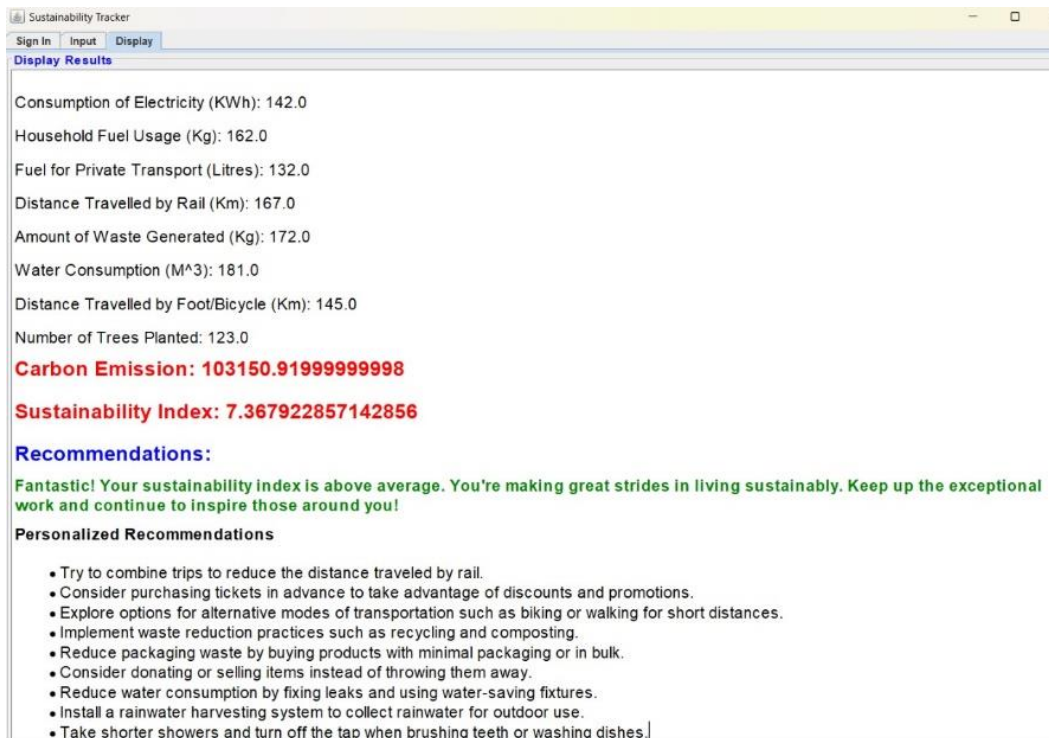 Sustainability Tracker
Sign In Input Display
Display Results
Consumption of Electricity (KWh): 142.0
Household Fuel Usage (Kg): 162.0
Fuel for Private Transport (Litres): 132.0
Distance Travelled by Rail (Km): 167.0
Amount of Waste Generated (Kg): 172.0
Water Consumption (M^3): 181.0
Distance Travelled by Foot/Bicycle (Km): 145.0
Number of Trees Planted: 123.0
Carbon Emission: 103150.91999999998
Sustainability Index: 7.367922857142856
Recommendations:
Fantastic! Your sustainability index is above average. You're making great strides in living sustainably. Keep up the exceptional
work and continue to inspire those around you!
Personalized Recommendations
• Try to combine trips to reduce the distance traveled by rail.
• Consider purchasing tickets in advance to take advantage of discounts and promotions.
• Explore options for alternative modes of transportation such as biking or walking for short distances.
• Implement waste reduction practices such as recycling and composting.
• Reduce packaging waste by buying products with minimal packaging or in bulk.
• Consider donating or selling items instead of throwing them away.
• Reduce water consumption by fixing leaks and using water-saving fixtures.
• Install a rainwater harvesting system to collect rainwater for outdoor use.
• Take shorter showers and turn off the tap when brushing teeth or washing dishes.